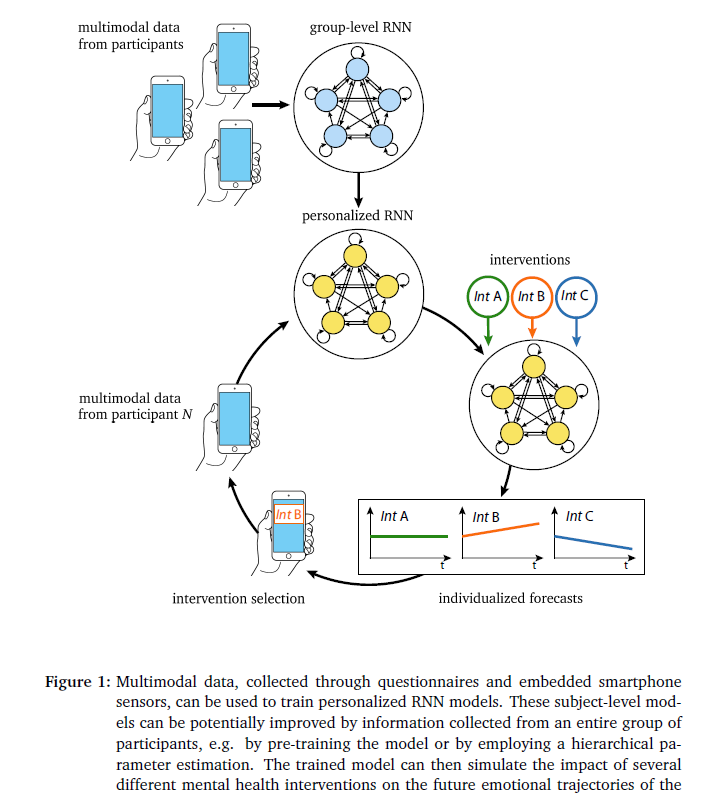 multimodal data
from participants
group-level RNN
personalized RNN
interventions
Int A
Int B
Int C
multimodal data
from participant N
Int B
Int A
Int B
Int C
t
t
t
intervention selection
individualized forecasts
Figure 1: Multimodal data, collected through questionnaires and embedded smartphone
sensors, can be used to train personalized RNN models. These subject-level mod-
els can be potentially improved by information collected from an entire group of
participants, e.g. by pre-training the model or by employing a hierarchical pa-
rameter estimation. The trained model can then simulate the impact of several
different mental health interventions on the future emotional trajectories of the